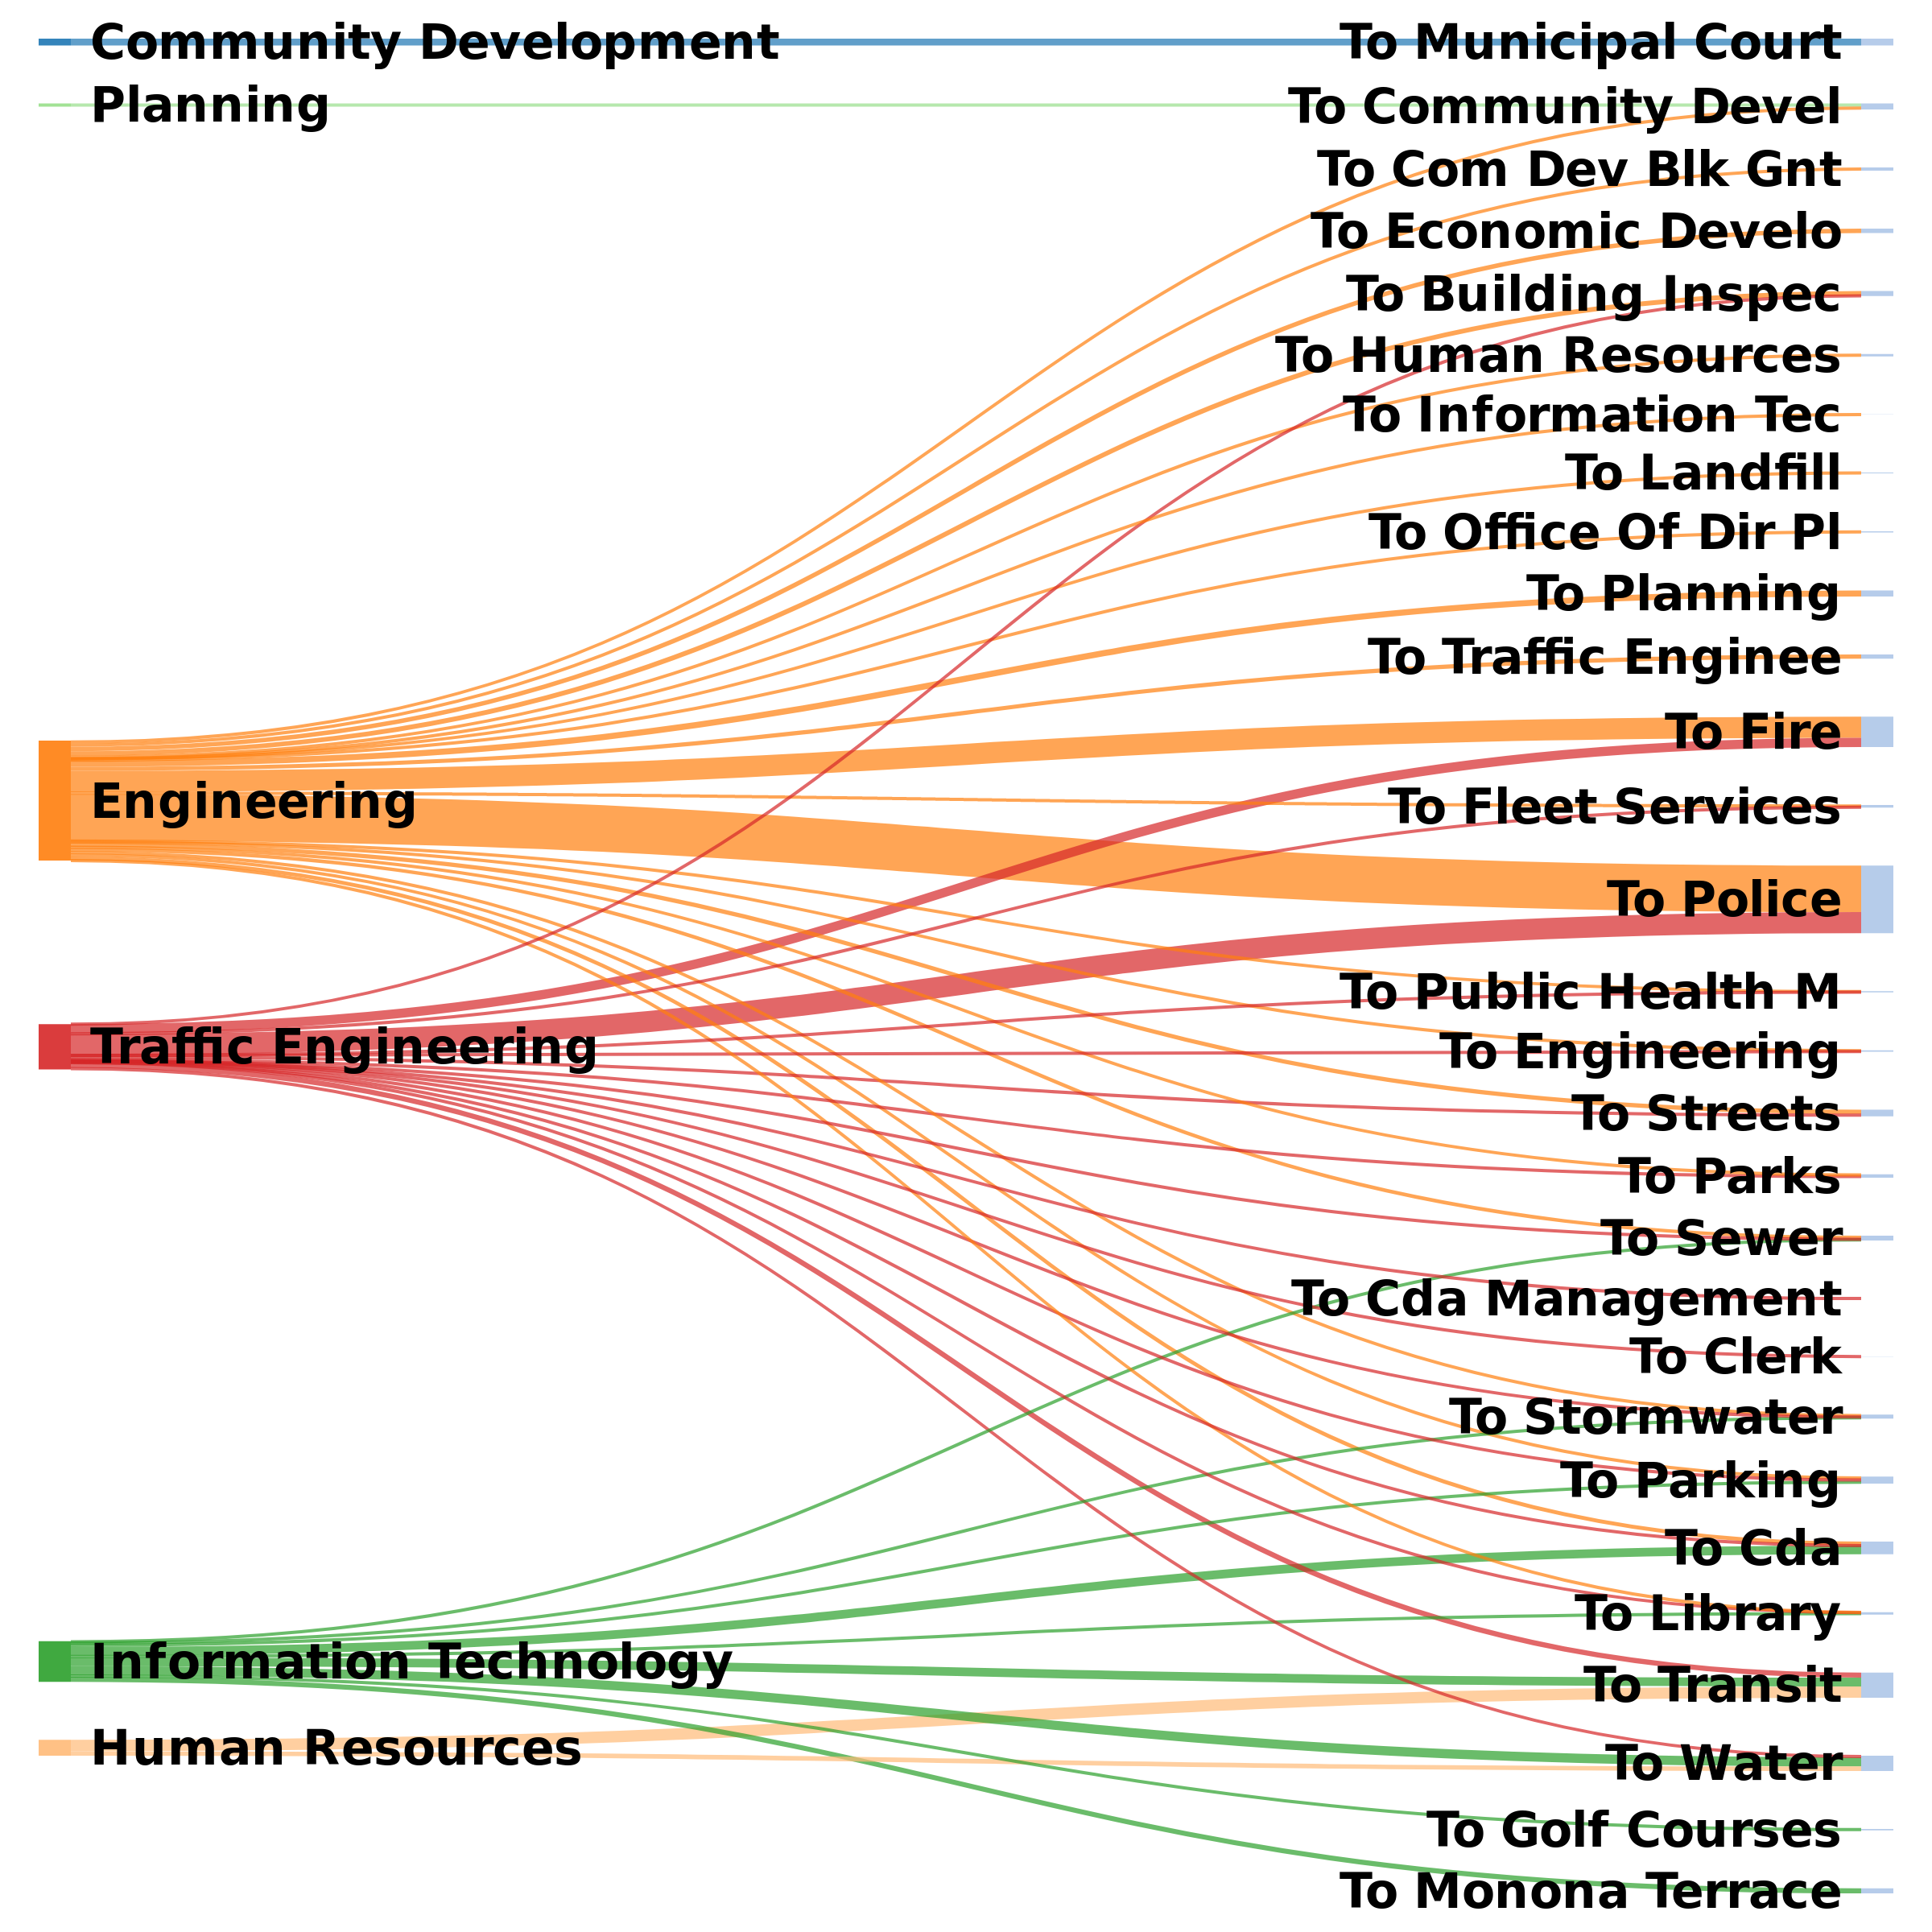 Community Development
Planning
Engineering
Traffic Engineering
Information Technology
Human Resources
To Municipal Court
To Community Devel
To Com Dev Blk Gnt
To Economic Develo
To Building Inspec
To Human Resources
To Information Tec
To Landfill
To Office Of Dir Pl
To Planning
To Traffic Enginee
To Fire
To Fleet Services
To Police
To Public Health M
To Engineering
To Streets
To Parks
To Sewer
To Cda Management
To Clerk
To Stormwater
To Parking
To Cda
To Library
To Transit
To Water
To Golf Courses
To Monona Terrace